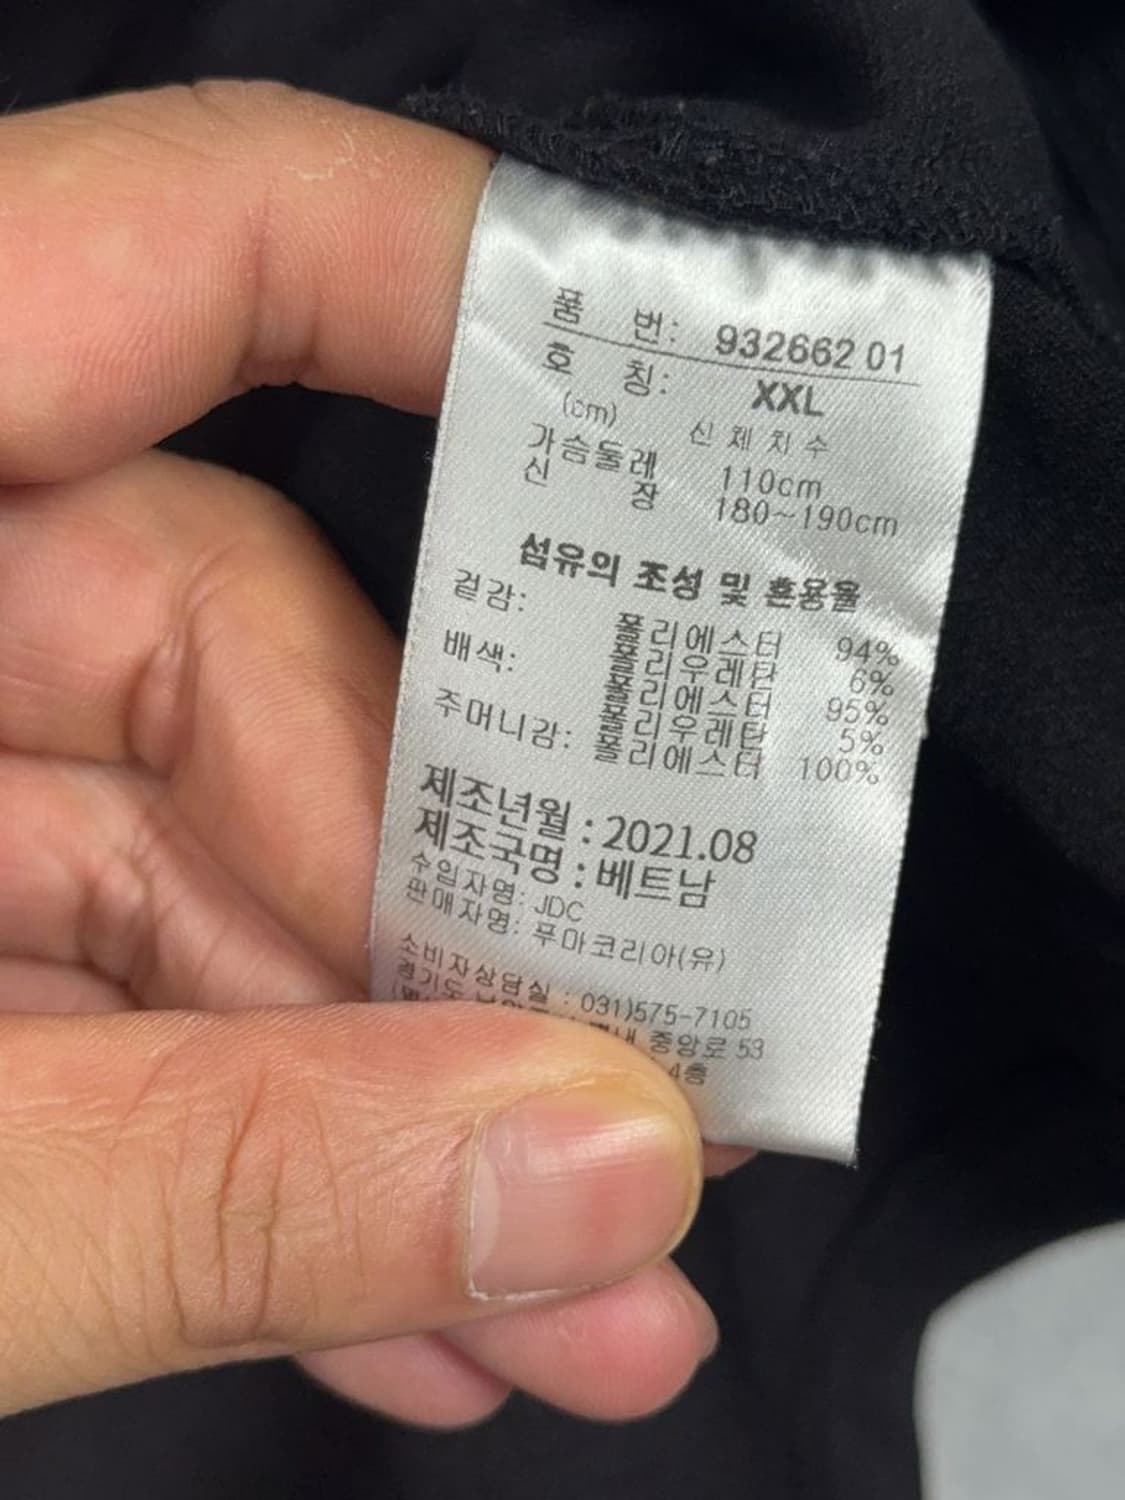 품 번: 932662 01
호 칭: XXL
(cm) 신 체 치 수
가슴둘레 110cm
신 장 180~190cm
섬유의 조성 및 혼용율
겉감: 폴리에스터 94%
폴리우레탄 6%
배색: 폴리에스터 95%
폴리우레탄 5%
주머니감: 폴리에스터 100%
제조년월 : 2021.08
제조국명 : 베트남
수입자명: JDC
판매자명: 푸마코리아(유)
소비자상담실 : 031)575-7105
경기도 중앙로 53
4층